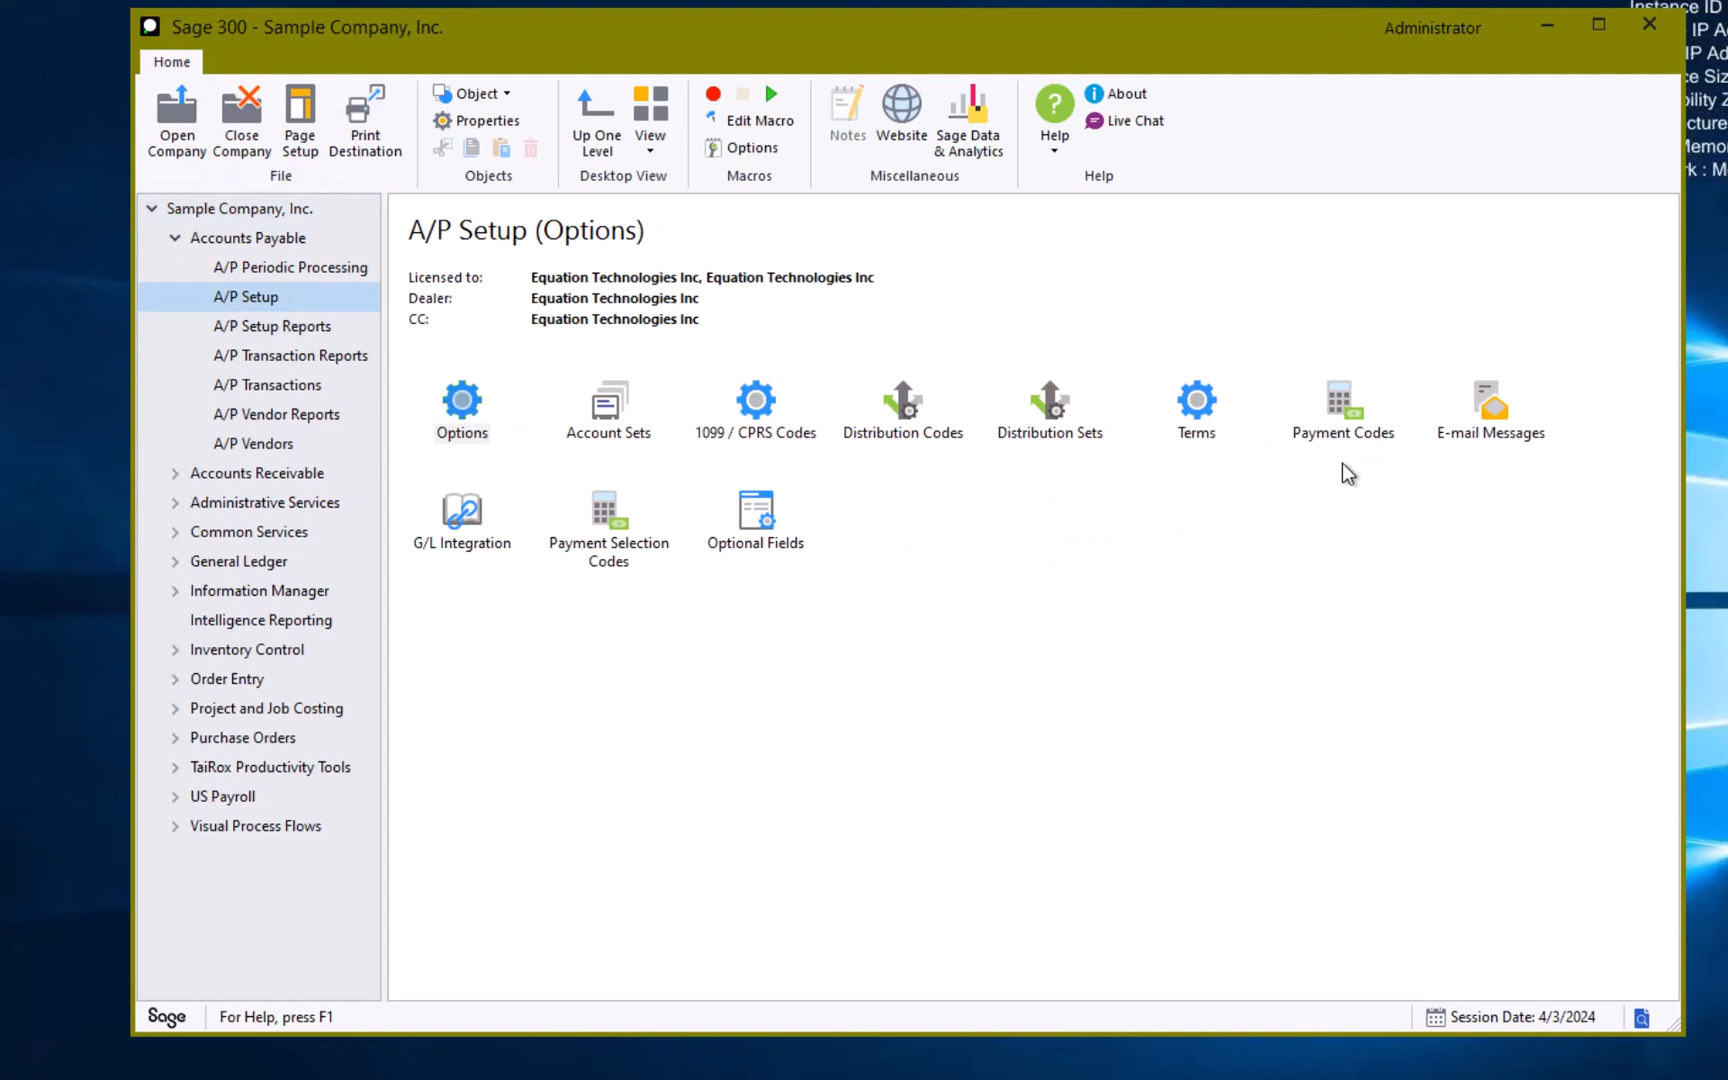 Instance ID
Sage 300 - Sample Company, Inc.
Administrator
IP Ad
IP Ad
ce Siz
bility Z
ecture
Memor
rk : Mo
Home
Open
Company
Close
Company
Page
Setup
Print
Destination
File
Object
Properties
Objects
Up One
Level
View
Desktop View
Edit Macro
Options
Macros
Notes
Website
Sage Data
& Analytics
Miscellaneous
Help
About
Live Chat
Help
Sample Company, Inc.
Accounts Payable
A/P Periodic Processing
A/P Setup
A/P Setup Reports
A/P Transaction Reports
A/P Transactions
A/P Vendor Reports
A/P Vendors
Accounts Receivable
Administrative Services
Common Services
General Ledger
Information Manager
Intelligence Reporting
Inventory Control
Order Entry
Project and Job Costing
Purchase Orders
TaiRox Productivity Tools
US Payroll
Visual Process Flows
A/P Setup (Options)
Licensed to: Equation Technologies Inc, Equation Technologies Inc
Dealer: Equation Technologies Inc
CC: Equation Technologies Inc
Options
Account Sets
1099 / CPRS Codes
Distribution Codes
Distribution Sets
Terms
Payment Codes
E-mail Messages
G/L Integration
Payment Selection
Codes
Optional Fields
Sage
For Help, press F1
Session Date: 4/3/2024